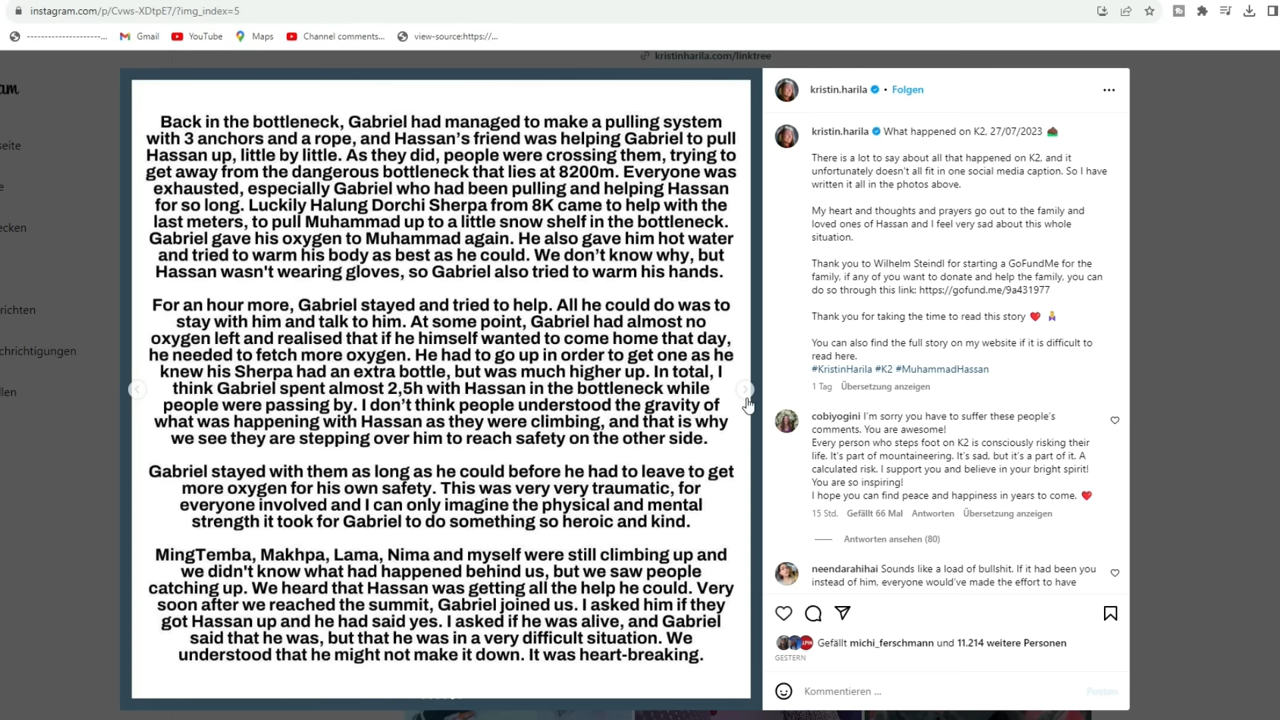 instagram.com/p/Cvws-XDtpE7/?img_index=5
Gmail
YouTube
Maps
Channel comments...
view-source:https://...
kristinharila.com/linktree
am
seite
e
ecken
richten
chrichtigungen
llen
Back in the bottleneck, Gabriel had managed to make a pulling system
with 3 anchors and a rope, and Hassan's friend was helping Gabriel to pull
Hassan up, little by little. As they did, people were crossing them, trying to
get away from the dangerous bottleneck that lies at 8200m. Everyone was
exhausted, especially Gabriel who had been pulling and helping Hassan
for so long. Luckily Halung Dorchi Sherpa from 8K came to help with the
last meters, to pull Muhammad up to a little snow shelf in the bottleneck.
Gabriel gave his oxygen to Muhammad again. He also gave him hot water
and tried to warm his body as best as he could. We don't know why, but
Hassan wasn't wearing gloves, so Gabriel also tried to warm his hands.
For an hour more, Gabriel stayed and tried to help. All he could do was to
stay with him and talk to him. At some point, Gabriel had almost no
oxygen left and realised that if he himself wanted to come home that day,
he needed to fetch more oxygen. He had to go up in order to get one as he
knew his Sherpa had an extra bottle, but was much higher up. In total, I
think Gabriel spent almost 2,5h with Hassan in the bottleneck while
people were passing by. I don't think people understood the gravity of
what was happening with Hassan as they were climbing, and that is why
we see they are stepping over him to reach safety on the other side.
Gabriel stayed with them as long as he could before he had to leave to get
more oxygen for his own safety. This was very very traumatic, for
everyone involved and I can only imagine the physical and mental
strength it took for Gabriel to do something so heroic and kind.
MingTemba, Makhpa, Lama, Nima and myself were still climbing up and
we didn't know what had happened behind us, but we saw people
catching up. We heard that Hassan was getting all the help he could. Very
soon after we reached the summit, Gabriel joined us. I asked him if they
got Hassan up and he had said yes. I asked if he was alive, and Gabriel
said that he was, but that he was in a very difficult situation. We
understood that he might not make it down. It was heart-breaking.
kristin.harila • Folgen
kristin.harila What happened on K2, 27/07/2023
There is a lot to say about all that happened on K2, and it
unfortunately doesn't all fit in one social media caption. So I have
written it all in the photos above.
My heart and thoughts and prayers go out to the family and
loved ones of Hassan and I feel very sad about this whole
situation.
Thank you to Wilhelm Steindl for starting a GoFundMe for the
family. if any of you want to donate and help the family, you can
do so through this link: https://gofund.me/9a431977
Thank you for taking the time to read this story
You can also find the full story on my website if it is difficult to
read here.
#KristinHarila #K2 #MuhammadHassan
1 Tag Übersetzung anzeigen
cobiyogini I'm sorry you have to suffer these people's
comments. You are awesome!
Every person who steps foot on K2 is consciously risking their
life. It's part of mountaineering. It's sad, but it's a part of it. A
calculated risk. I support you and believe in your bright spirit!
You are so inspiring!
I hope you can find peace and happiness in years to come.
15 Std. Gefällt 66 Mal Antworten Übersetzung anzeigen
Antworten ansehen (80)
neendarahihai Sounds like a load of bullshit. If it had been you
instead of him, everyone would've made the effort to have
Gefällt michi_ferschmann und 11.214 weitere Personen
GESTERN
Kommentieren ...
Posten